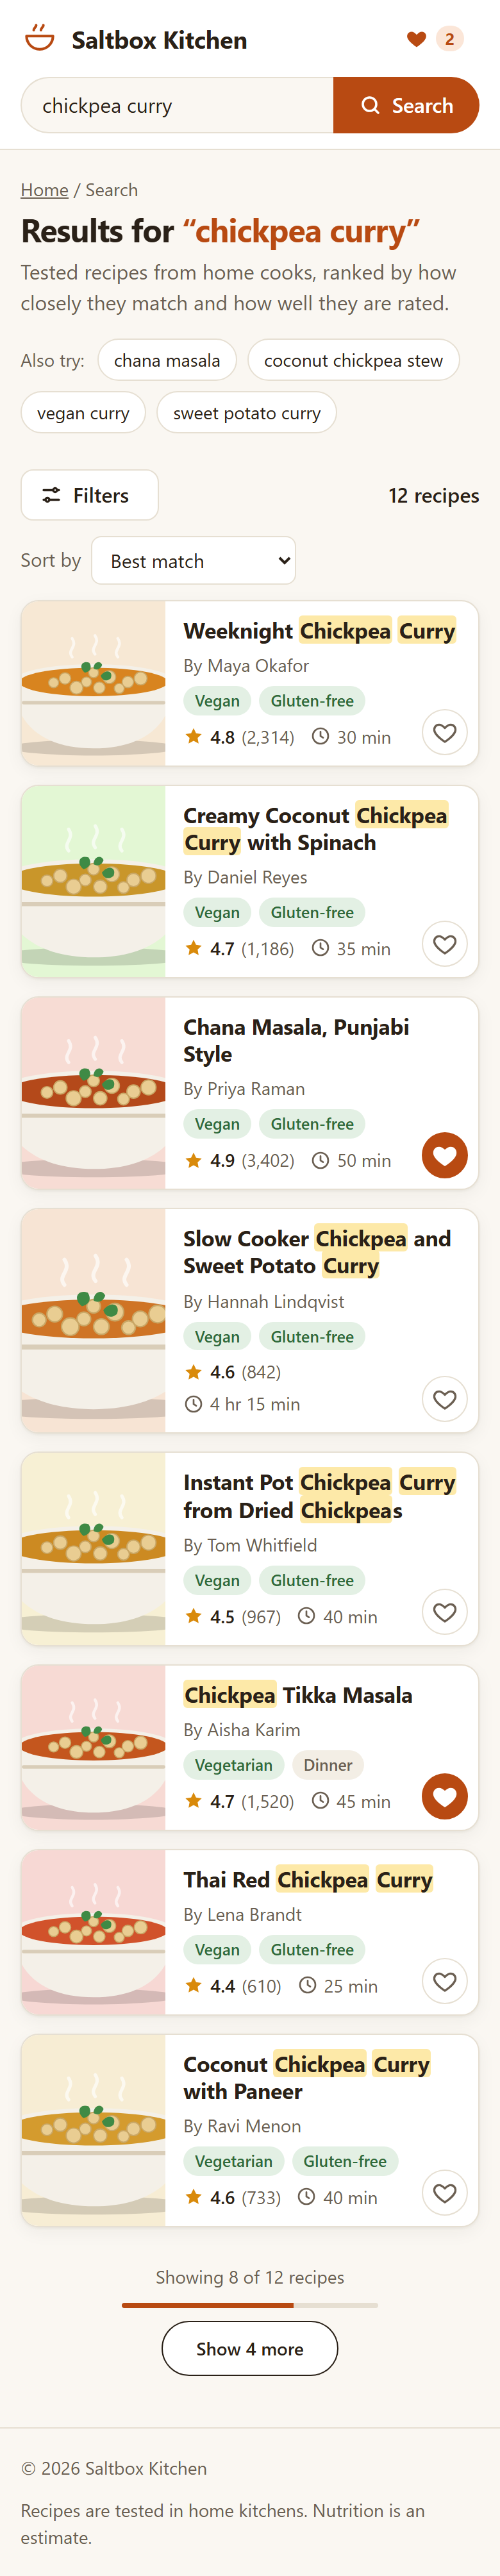 Saltbox Kitchen
2
chickpea curry
Search
Home / Search
Results for “chickpea curry”
Tested recipes from home cooks, ranked by how
closely they match and how well they are rated.
Also try:
chana masala
coconut chickpea stew
vegan curry
sweet potato curry
Filters
12 recipes
Sort by
Best match
Weeknight Chickpea Curry
By Maya Okafor
Vegan
Gluten-free
4.8 (2,314)
30 min
Creamy Coconut Chickpea
Curry with Spinach
By Daniel Reyes
Vegan
Gluten-free
4.7 (1,186)
35 min
Chana Masala, Punjabi
Style
By Priya Raman
Vegan
Gluten-free
4.9 (3,402)
50 min
Slow Cooker Chickpea and
Sweet Potato Curry
By Hannah Lindqvist
Vegan
Gluten-free
4.6 (842)
4 hr 15 min
Instant Pot Chickpea Curry
from Dried Chickpeas
By Tom Whitfield
Vegan
Gluten-free
4.5 (967)
40 min
Chickpea Tikka Masala
By Aisha Karim
Vegetarian
Dinner
4.7 (1,520)
45 min
Thai Red Chickpea Curry
By Lena Brandt
Vegan
Gluten-free
4.4 (610)
25 min
Coconut Chickpea Curry
with Paneer
By Ravi Menon
Vegetarian
Gluten-free
4.6 (733)
40 min
Showing 8 of 12 recipes
Show 4 more
© 2026 Saltbox Kitchen
Recipes are tested in home kitchens. Nutrition is an
estimate.